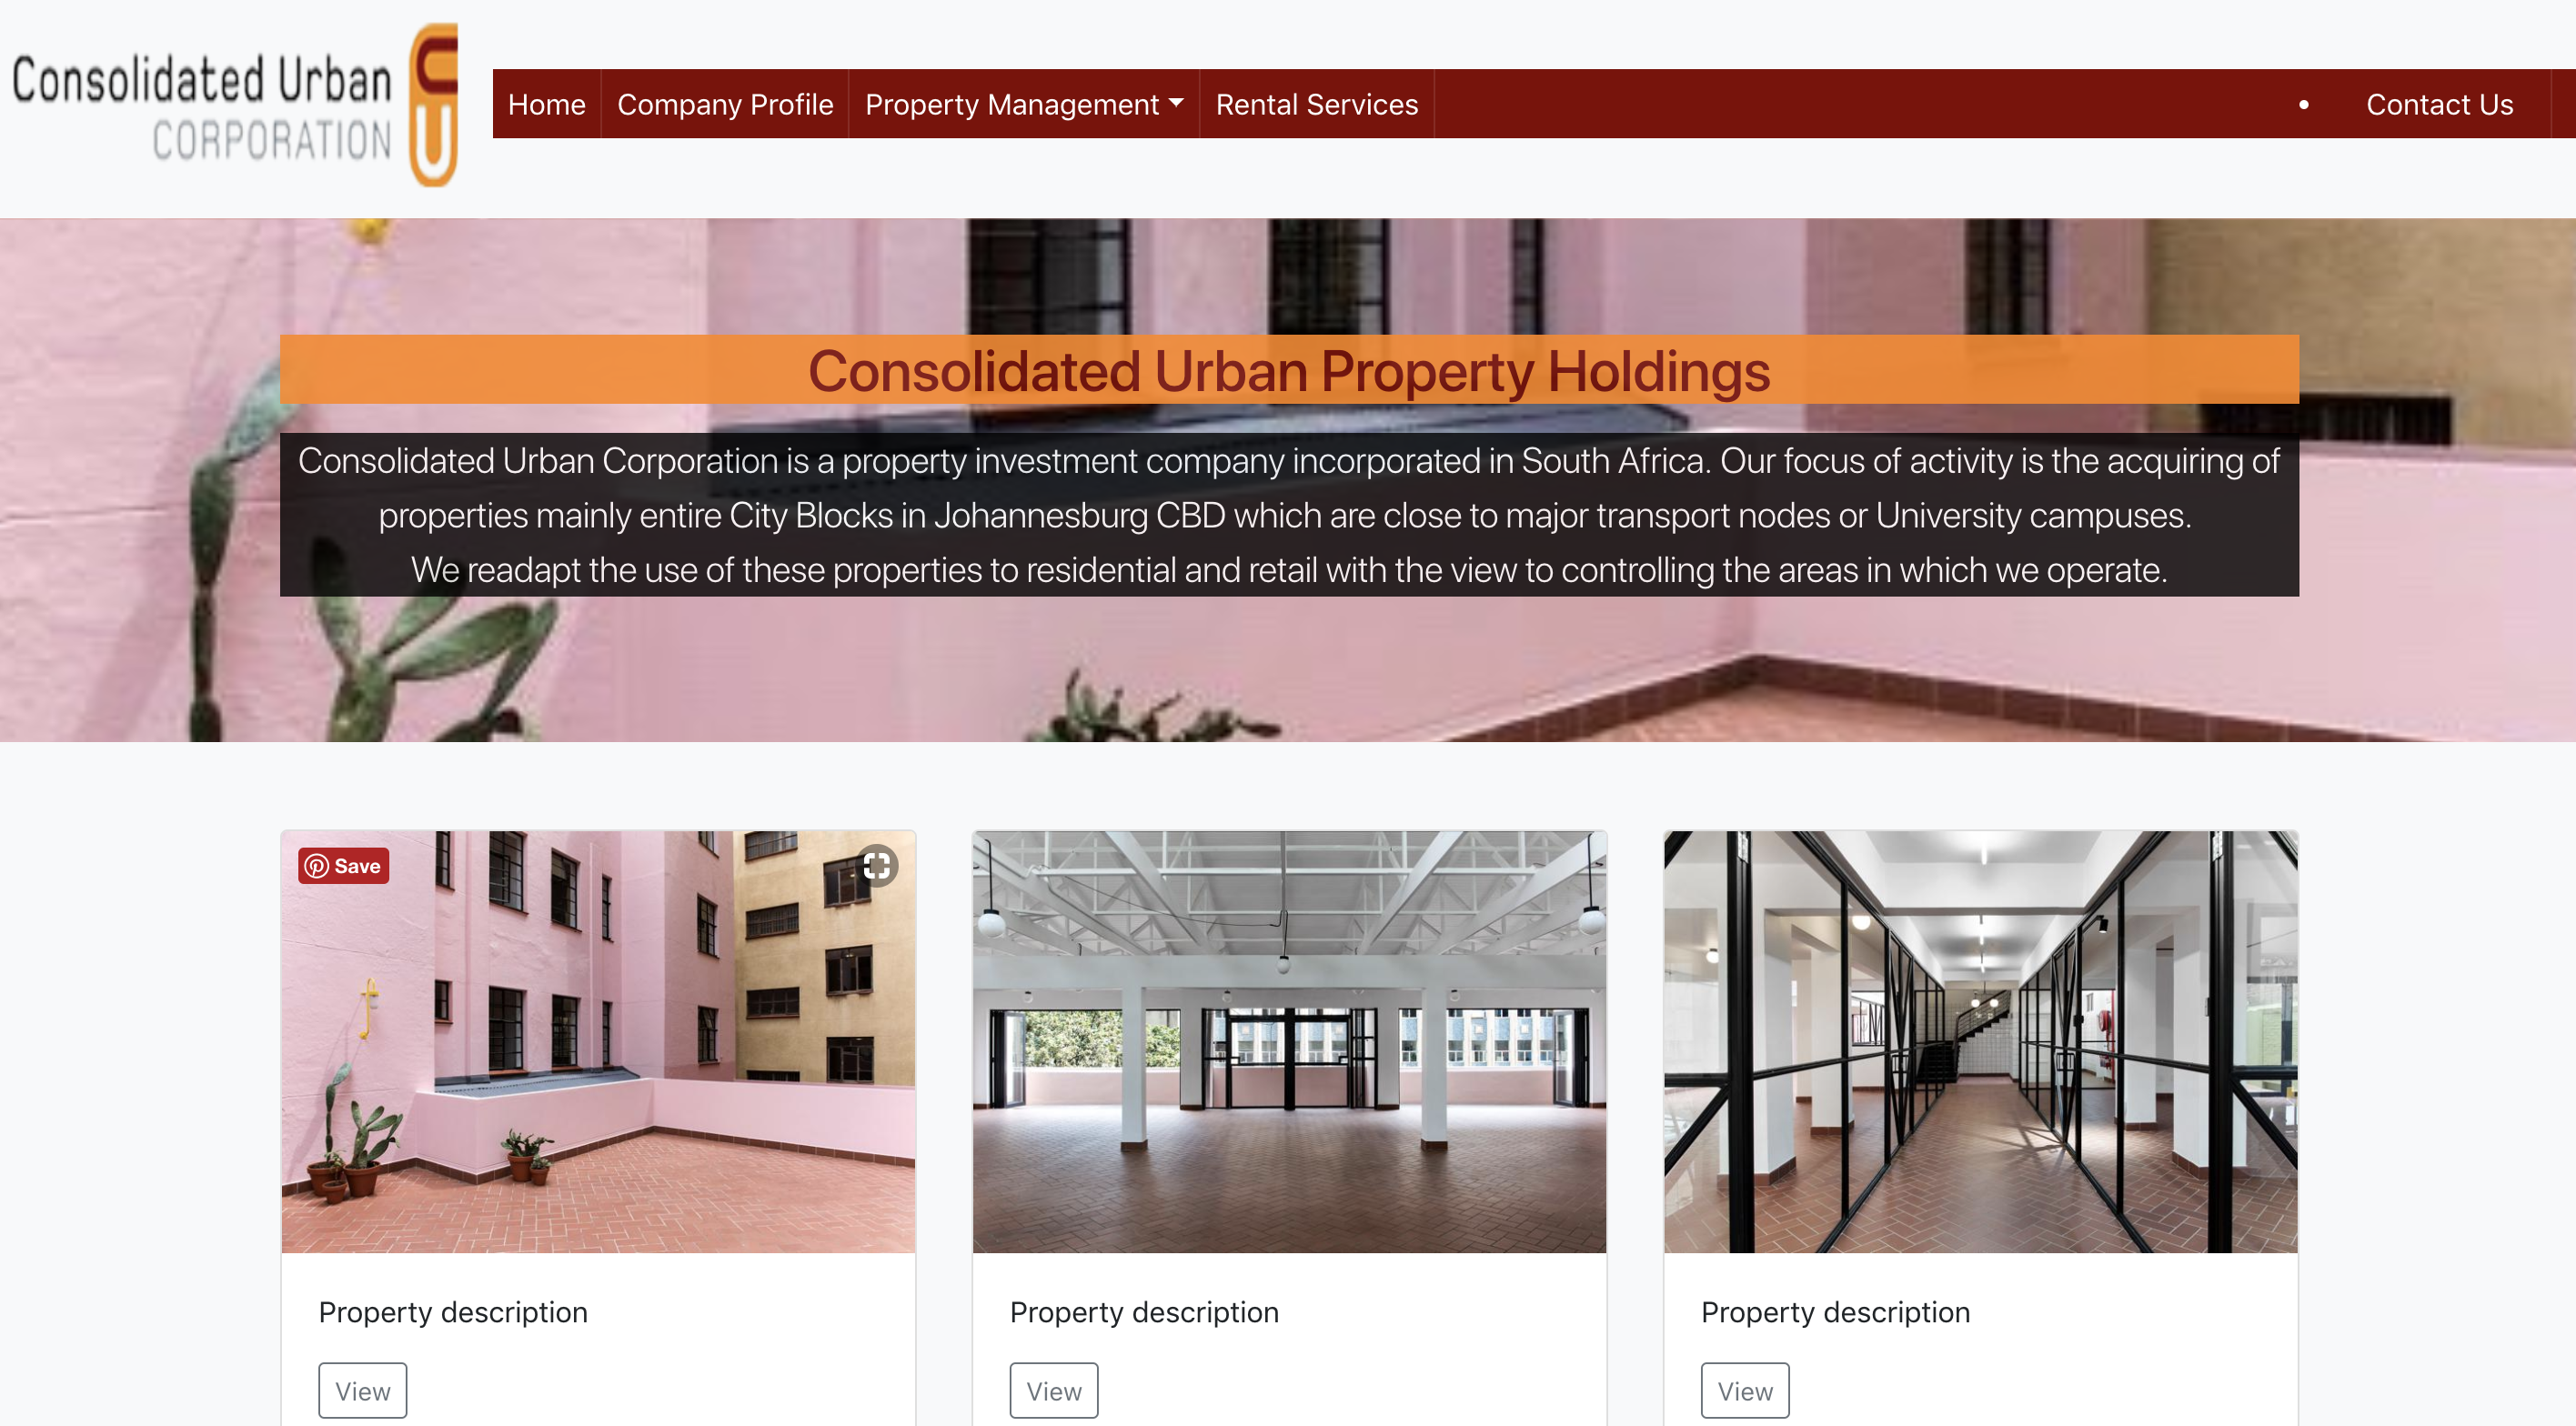 Consolidated Urban
CORPORATION
Home
Company Profile
Property Management
Rental Services
• Contact Us
Consolidated Urban Property Holdings
Consolidated Urban Corporation is a property investment company incorporated in South Africa. Our focus of activity is the acquiring of
properties mainly entire City Blocks in Johannesburg CBD which are close to major transport nodes or University campuses.
We readapt the use of these properties to residential and retail with the view to controlling the areas in which we operate.
Save
Property description
View
Property description
View
Property description
View